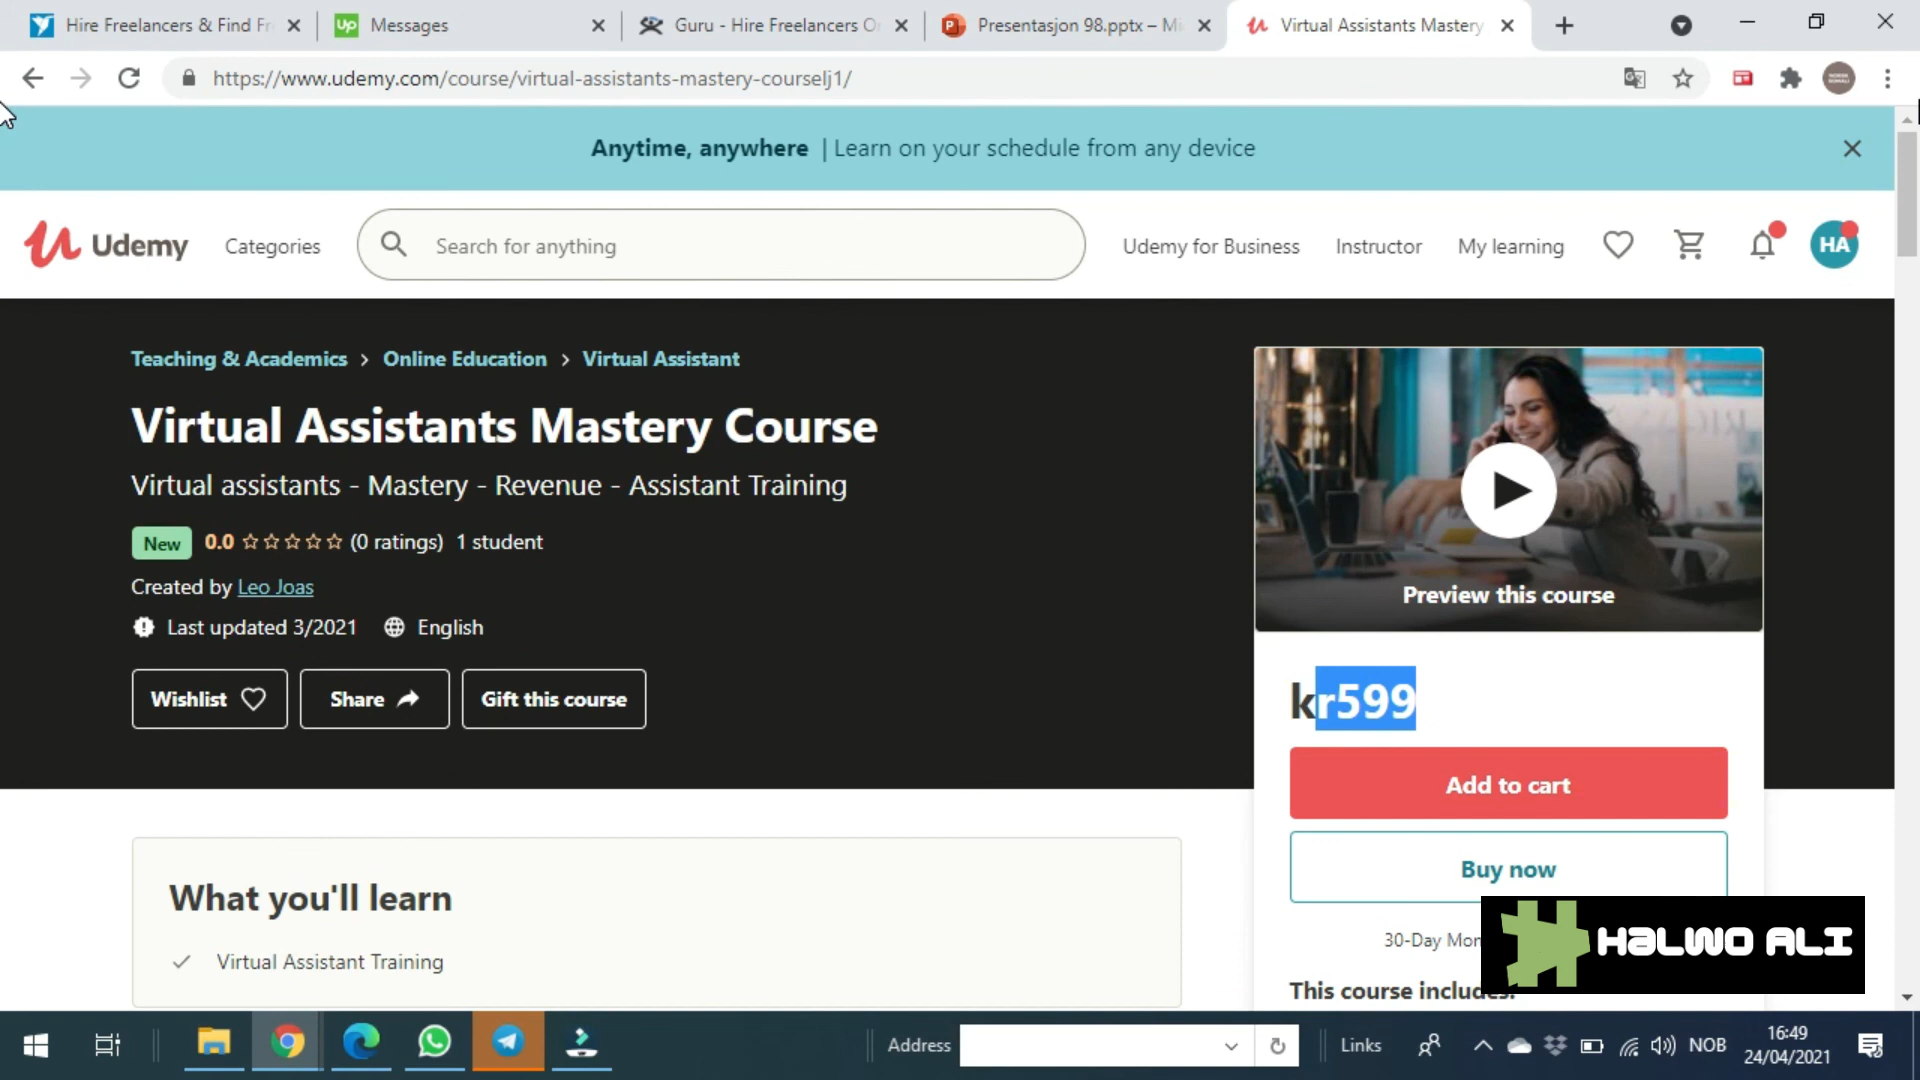 Hire Freelancers & Find Fr
Up
Messages
Guru - Hire Freelancers O
Presentasjon 98.pptx – Mi
Virtual Assistants Mastery
https://www.udemy.com/course/virtual-assistants-mastery-courselj1/
Anytime, anywhere | Learn on your schedule from any device
Udemy
Categories
Search for anything
Udemy for Business
Instructor
My learning
HA
Teaching & Academics > Online Education > Virtual Assistant
Virtual Assistants Mastery Course
Virtual assistants - Mastery - Revenue - Assistant Training
New 0.0 (0 ratings) 1 student
Created by Leo Joas
Last updated 3/2021 English
Wishlist
Share
Gift this course
Preview this course
kr599
Add to cart
Buy now
30-Day Mon
This course includes:
HALWO ALI
What you'll learn
Virtual Assistant Training
Address
Links
NOB
16:49
24/04/2021